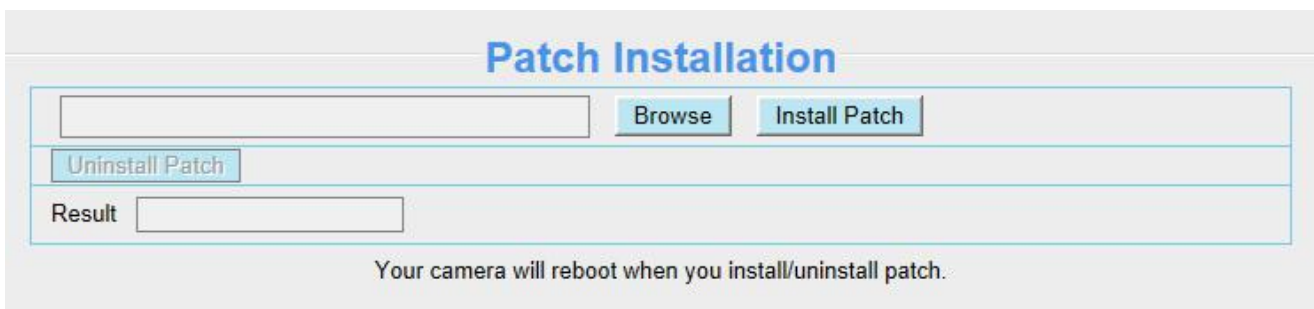 Patch Installation
Browse Install Patch
Uninstall Patch
Result
Your camera will reboot when you install/uninstall patch.